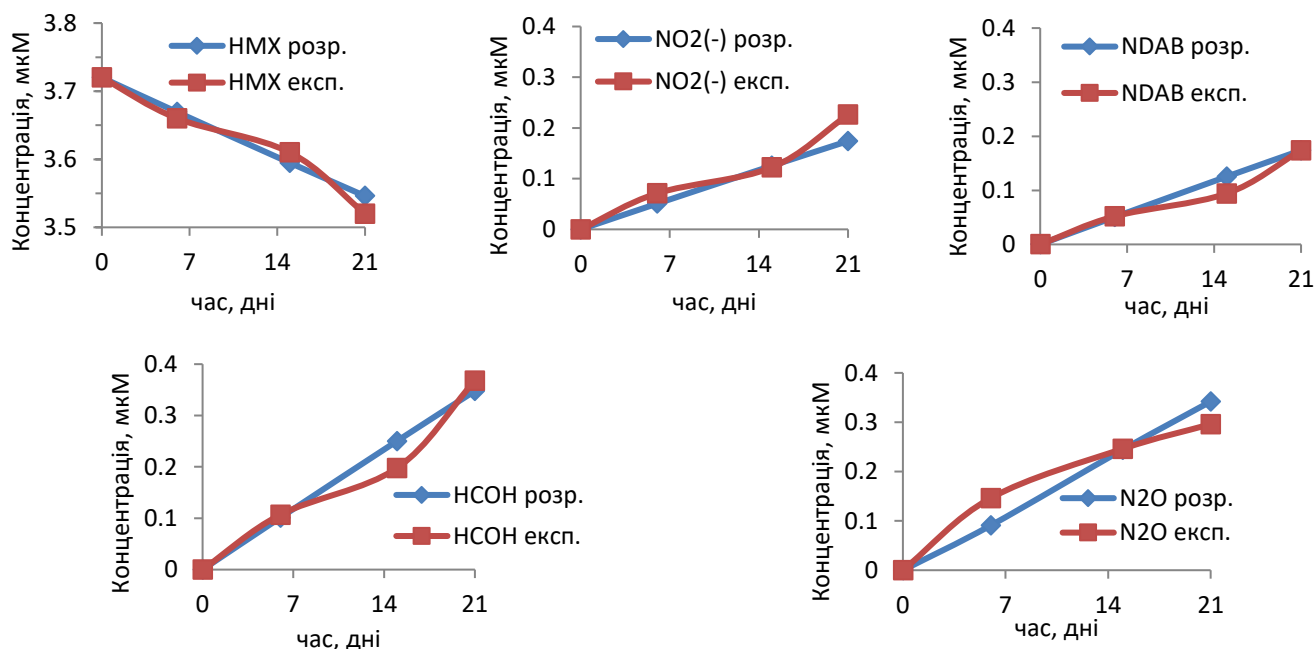 Концентрація, мкМ
3.8
3.7
3.6
3.5
HMX розр.
HMX експ.
0
7
14
21
час, дні
Концентрація, мкМ
0.4
0.3
0.2
0.1
0
NO2(-) розр.
NO2(-) експ.
0
7
14
21
час, дні
Концентрація, мкМ
0.4
0.3
0.2
0.1
0
NDAB розр.
NDAB експ.
0
7
14
21
час, дні
Концентрація, мкМ
0.4
0.3
0.2
0.1
0
HCOH розр.
HCOH експ.
0
7
14
21
час, дні
Концентрація, мкМ
0.4
0.3
0.2
0.1
0
N2O розр.
N2O експ.
0
7
14
21
час, дні